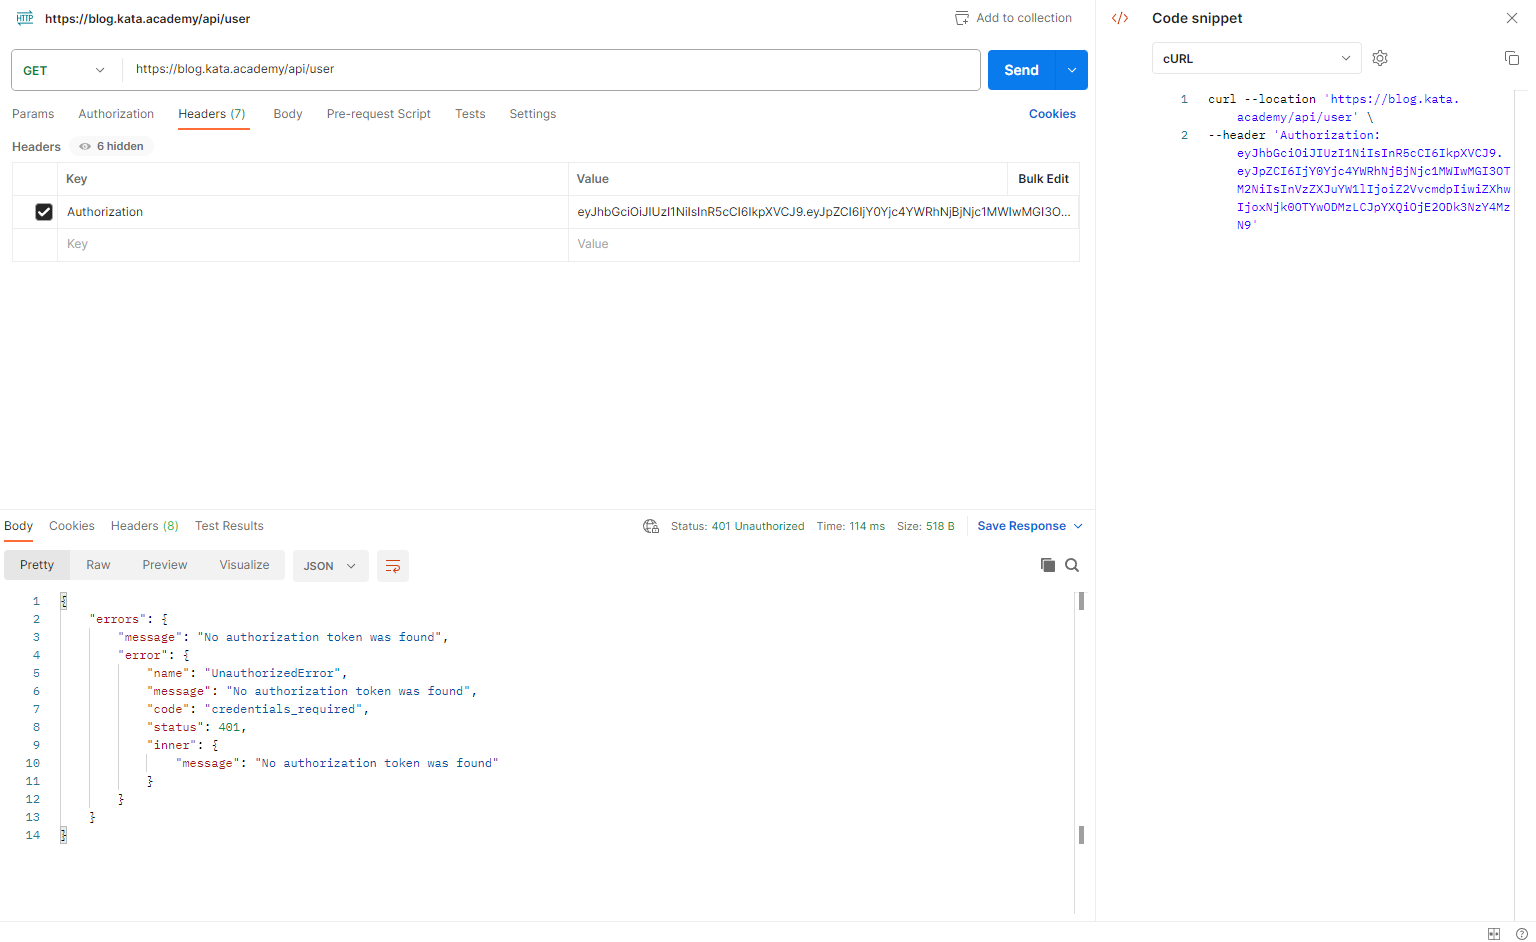 https://blog.kata.academy/api/user
Add to collection
GET
https://blog.kata.academy/api/user
Send
Params Authorization Headers (7) Body Pre-request Script Tests Settings Cookies
Headers 6 hidden
Key Value Bulk Edit
Authorization eyJhbGciOiJIUzI1NiIsInR5cCI6IkpXVCJ9.eyJpZCI6IjY0Yjc4YWRhNjBjNjc1MWIwMGI3O...
Key Value
Body Cookies Headers (8) Test Results Status: 401 Unauthorized Time: 114 ms Size: 518 B Save Response
Pretty Raw Preview Visualize JSON
1 {
2 "errors": {
3 "message": "No authorization token was found",
4 "error": {
5 "name": "UnauthorizedError",
6 "message": "No authorization token was found",
7 "code": "credentials_required",
8 "status": 401,
9 "inner": {
10 "message": "No authorization token was found"
11 }
12 }
13 }
14 }
</> Code snippet
cURL
1 curl --location 'https://blog.kata.
academy/api/user' \
2 --header 'Authorization:
eyJhbGciOiJIUzI1NiIsInR5cCI6IkpXVCJ9.
eyJpZCI6IjY0Yjc4YWRhNjBjNjc1MWIwMGI3OT
M2NiIsInVzZXJuYW1lIjoiZ2VvcmdpIiwiZXhw
IjoxNjk0OTYwODMzLCJpYXQiOjE2ODk3NzY4Mz
N9'